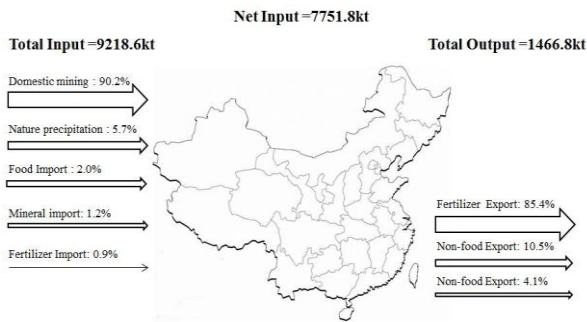 Net Input =7751.8kt
Total Input =9218.6kt
Total Output =1466.8kt
Domestic mining : 90.2%
Nature precipitation : 5.7%
Food Import : 2.0%
Mineral import: 1.2%
Fertilizer Import: 0.9%
Fertilizer Export: 85.4%
Non-food Export: 10.5%
Non-food Export: 4.1%